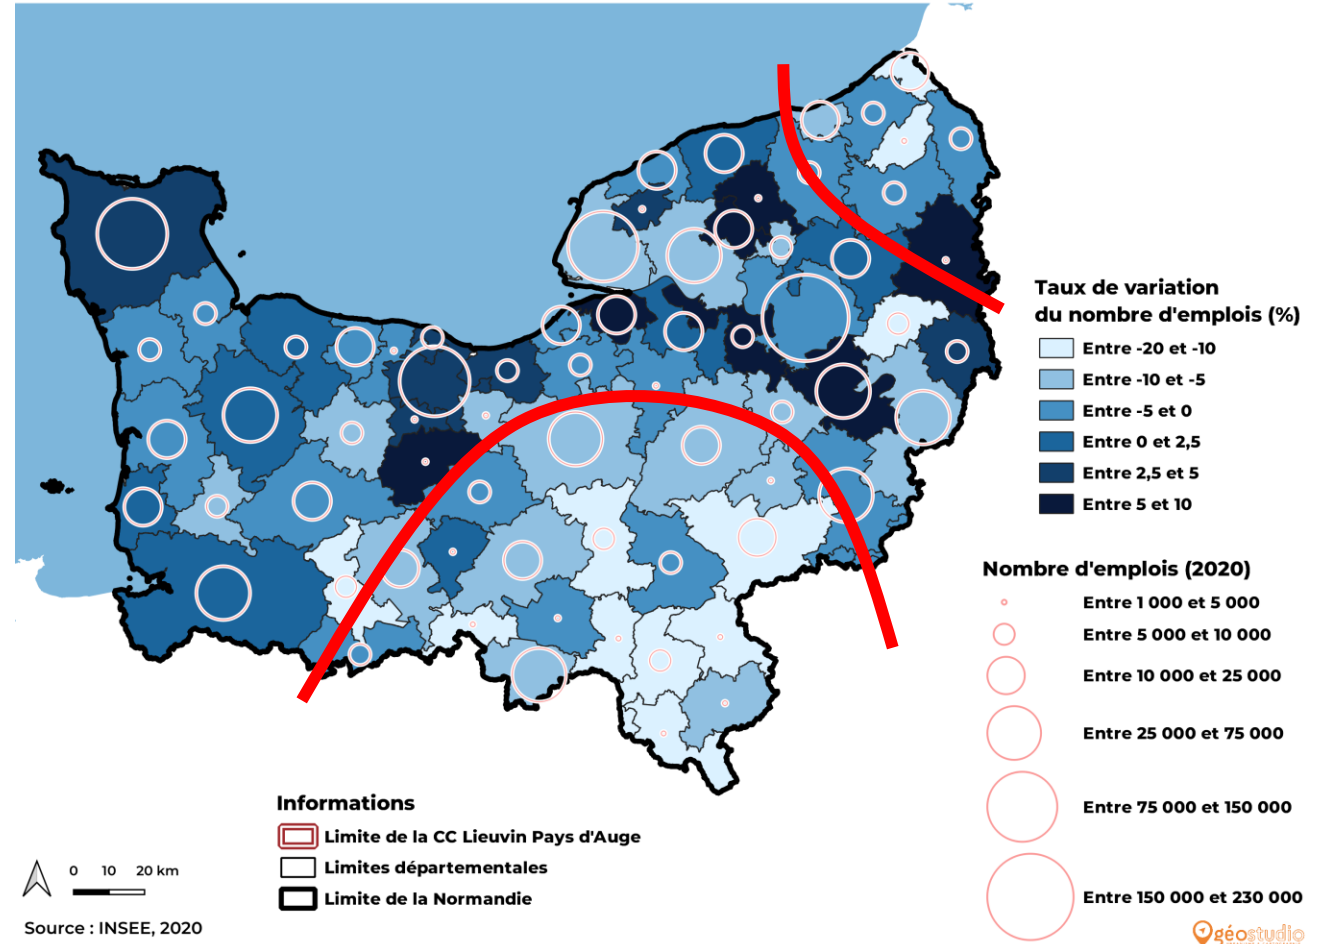 Taux de variation
du nombre d'emplois (%)
Entre -20 et -10
Entre -10 et -5
Entre -5 et 0
Entre 0 et 2,5
Entre 2,5 et 5
Entre 5 et 10
Nombre d'emplois (2020)
Entre 1 000 et 5 000
Entre 5 000 et 10 000
Entre 10 000 et 25 000
Entre 25 000 et 75 000
Entre 75 000 et 150 000
Entre 150 000 et 230 000
Informations
Limite de la CC Lieuvin Pays d'Auge
Limites départementales
Limite de la Normandie
0 10 20 km
Source : INSEE, 2020
géostudio